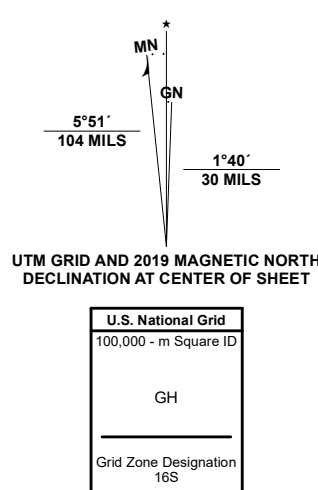 MN
GN
5°51´
104 MILS
1°40´
30 MILS
UTM GRID AND 2019 MAGNETIC NORTH
DECLINATION AT CENTER OF SHEET
U.S. National Grid
100,000 - m Square ID
GH
Grid Zone Designation
16S